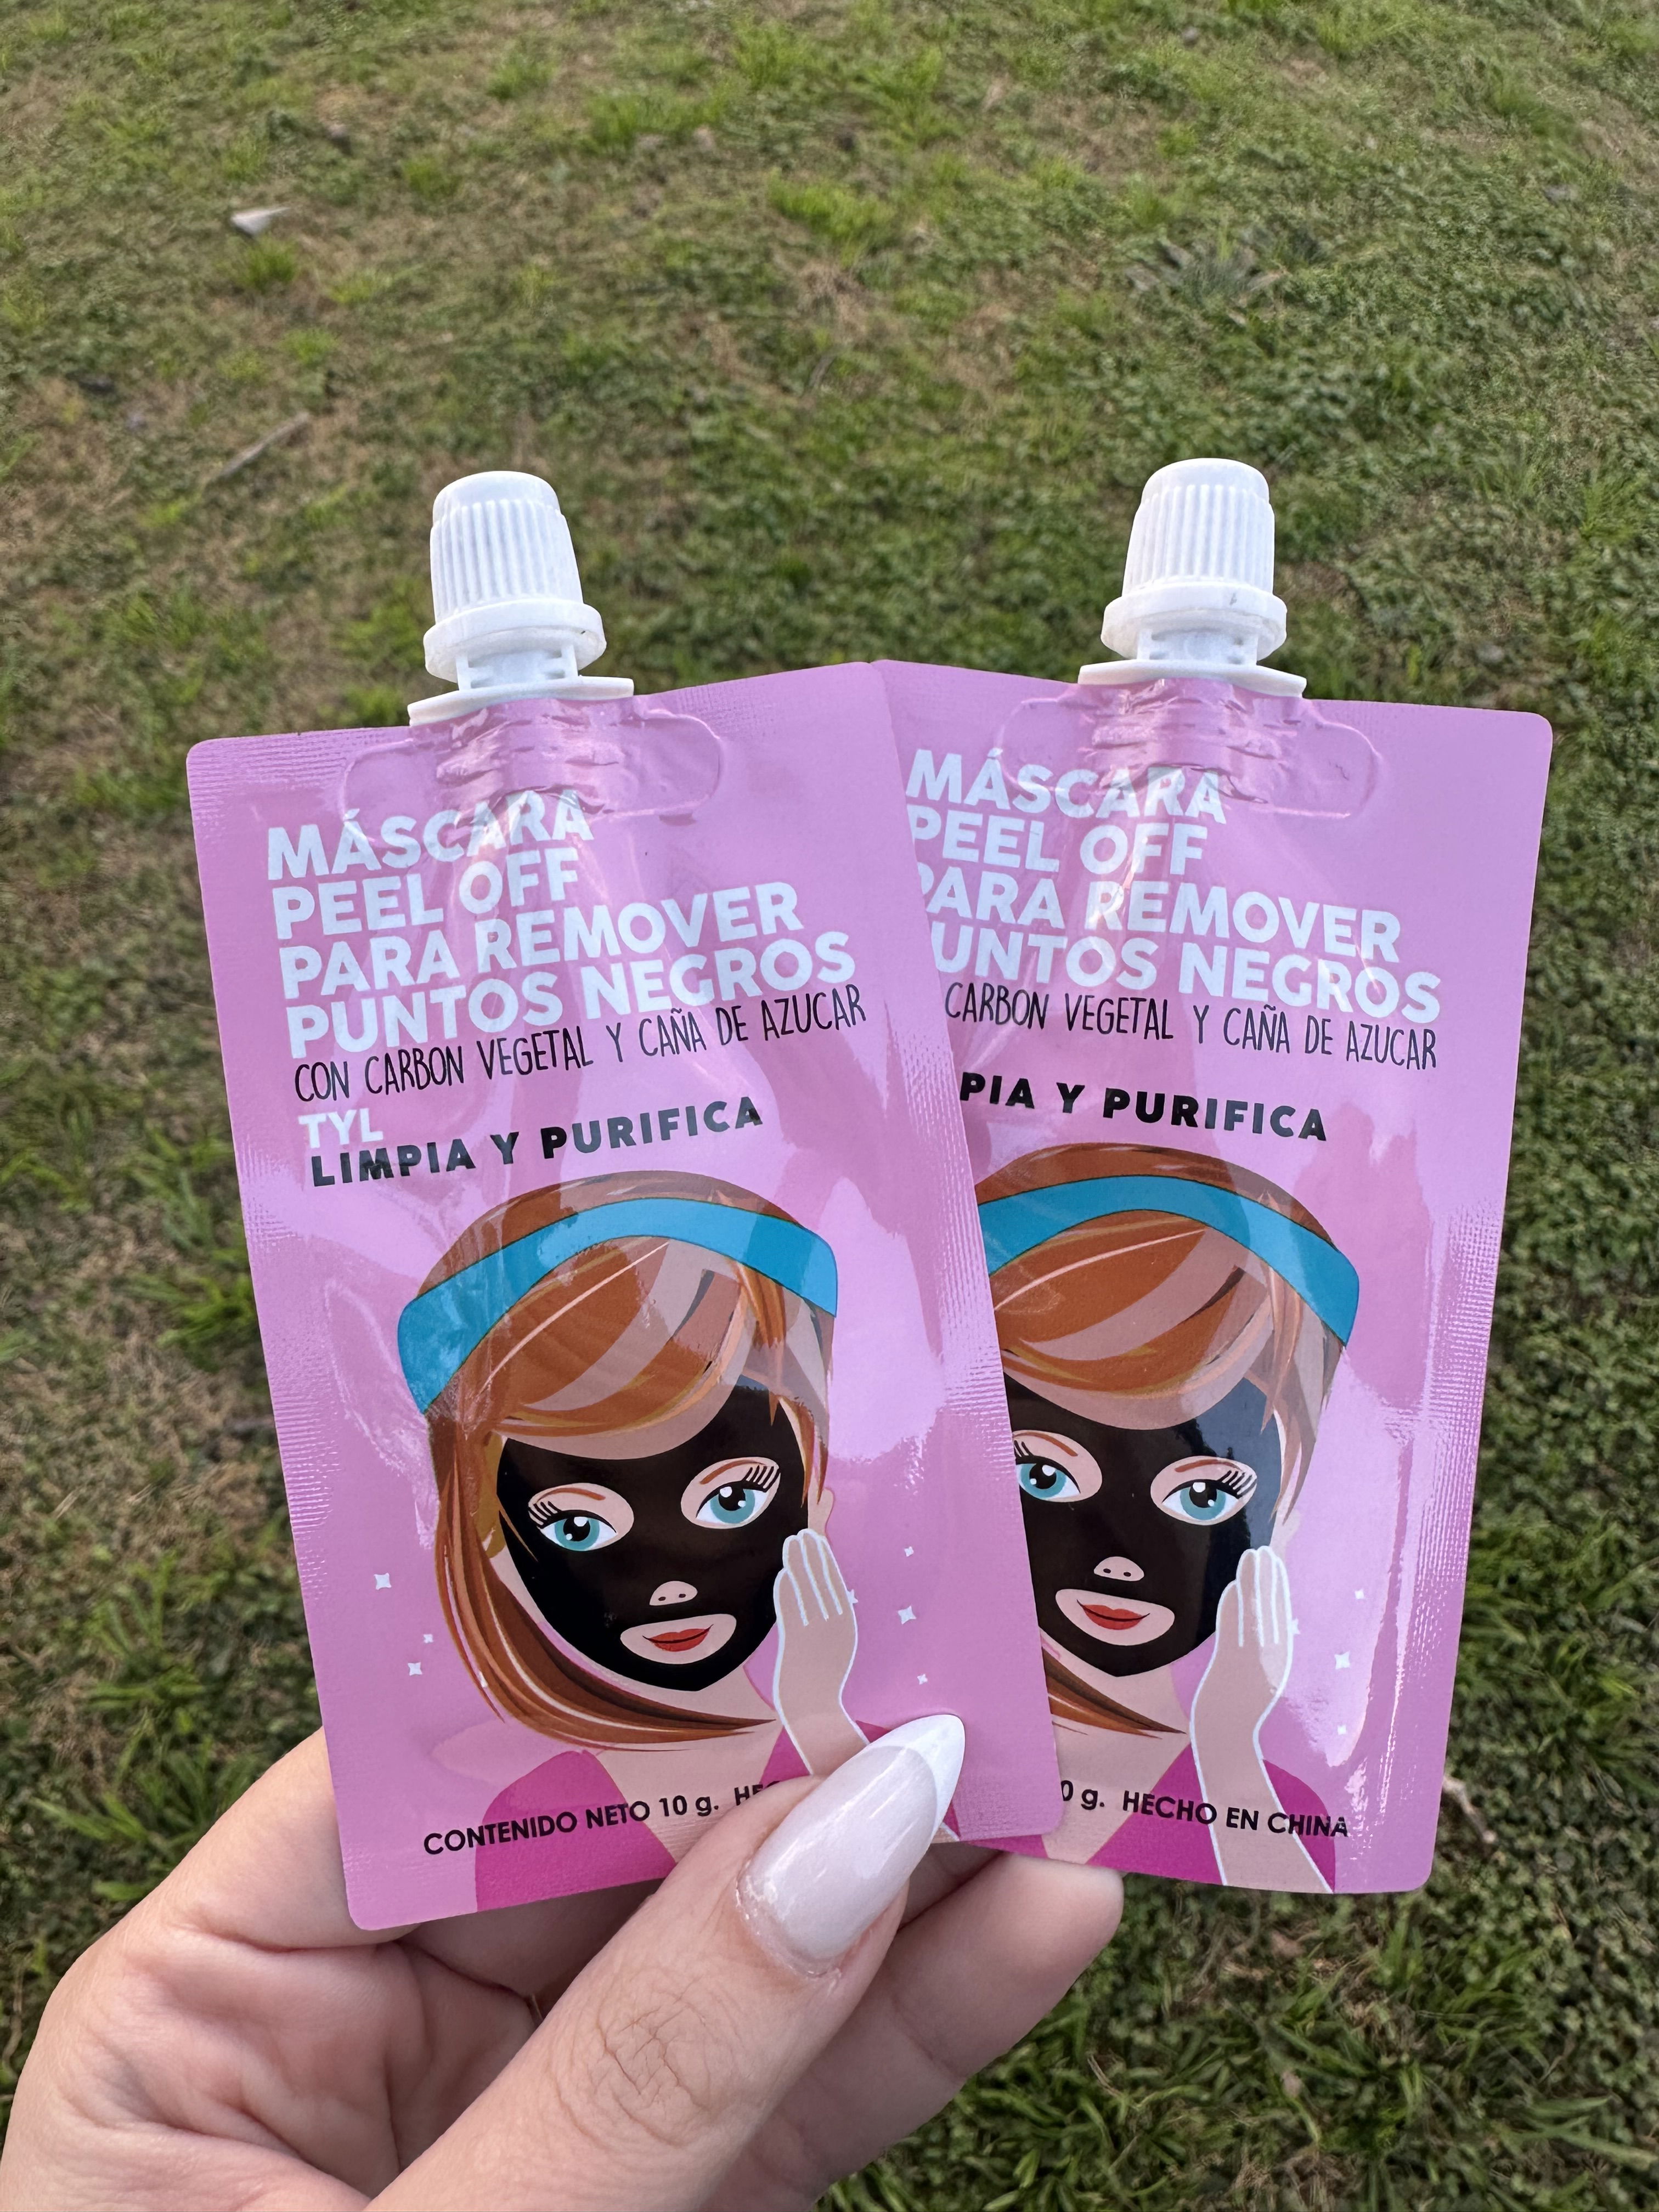 MÁSCARA
PEEL OFF
PARA REMOVER
PUNTOS NEGROS
CON CARBON VEGETAL Y CAÑA DE AZUCAR
TYL
LIMPIA Y PURIFICA
CONTENIDO NETO 10 g.
MÁSCARA
PEEL OFF
PARA REMOVER
UNTOS NEGROS
CARBON VEGETAL Y CAÑA DE AZUCAR
PIA Y PURIFICA
0 g. HECHO EN CHINA